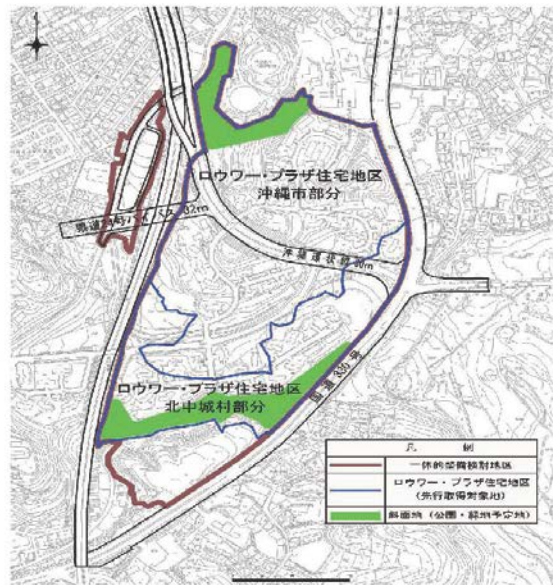 ロウワー・プラザ住宅地区
沖縄市部分
32m
沖縄環状線 30m
ロウワー・プラザ住宅地区
北中城村部分
国道330号
凡 例
一体的整備検討地区
ロウワー・プラザ住宅地区
(先行取得対象地)
斜面地 (公園・緑地予定地)